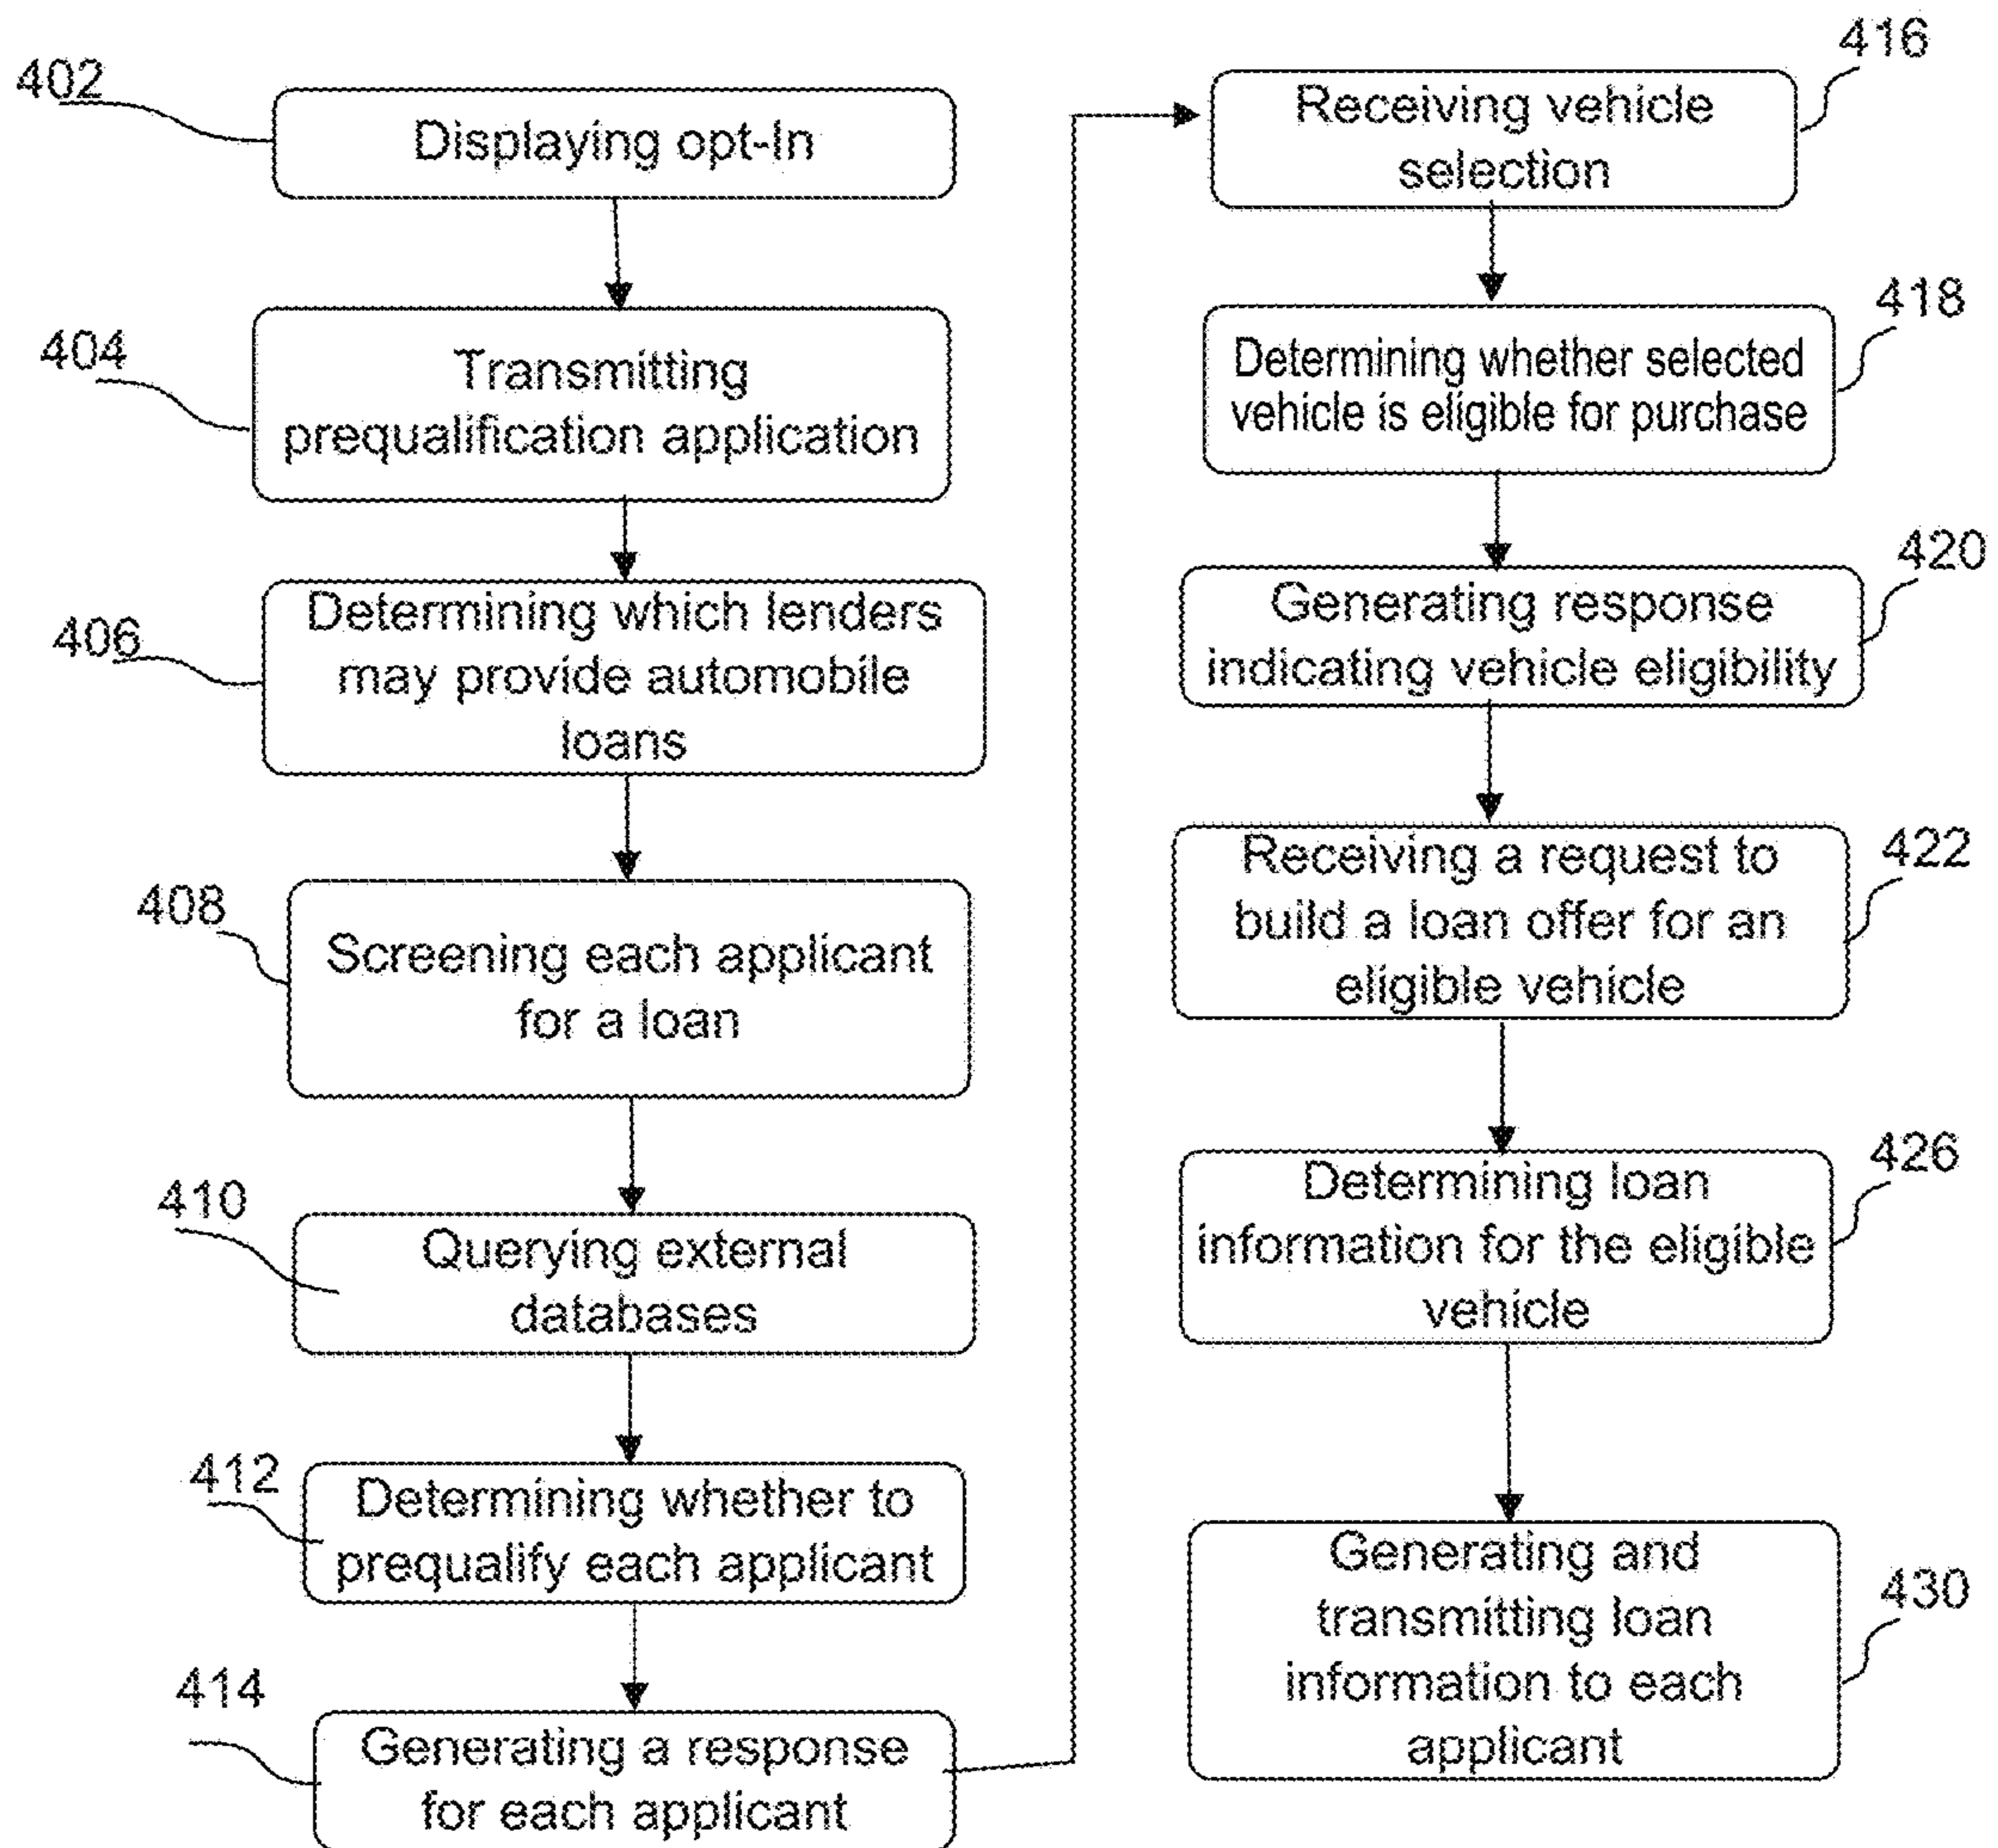 402
Displaying opt-In
404
Transmitting
prequalification application
406
Determining which lenders
may provide automobile
loans
408
Screening each applicant
for a loan
410
Querying external
databases
412
Determining whether to
prequalify each applicant
414
Generating a response
for each applicant
416
Receiving vehicle
selection
418
Determining whether selected
vehicle is eligible for purchase
420
Generating response
indicating vehicle eligibility
422
Receiving a request to
build a loan offer for an
eligible vehicle
426
Determining loan
information for the eligible
vehicle
430
Generating and
transmitting loan
information to each
applicant